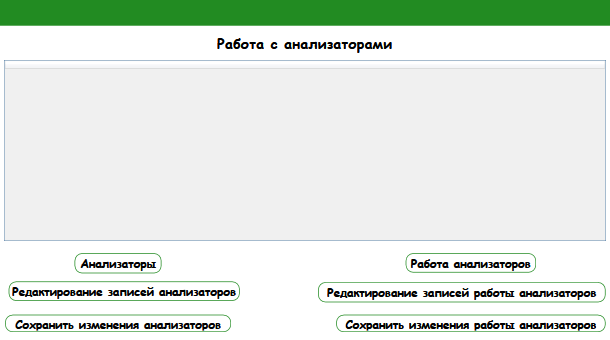 Работа с анализаторами
Анализаторы
Работа анализаторов
Редактирование записей анализаторов
Редактирование записей работы анализаторов
Сохранить изменения анализаторов
Сохранить изменения работы анализаторов